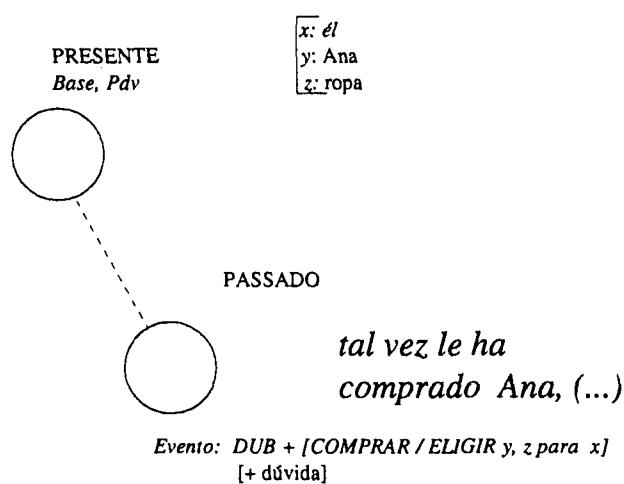 PRESENTE
Base, Pdv
x: él
y: Ana
z: ropa
PASSADO
tal vez le ha
comprado Ana, (...)
Evento: DUB + [COMPRAR / ELIGIR y, z para x]
[+ dúvida]